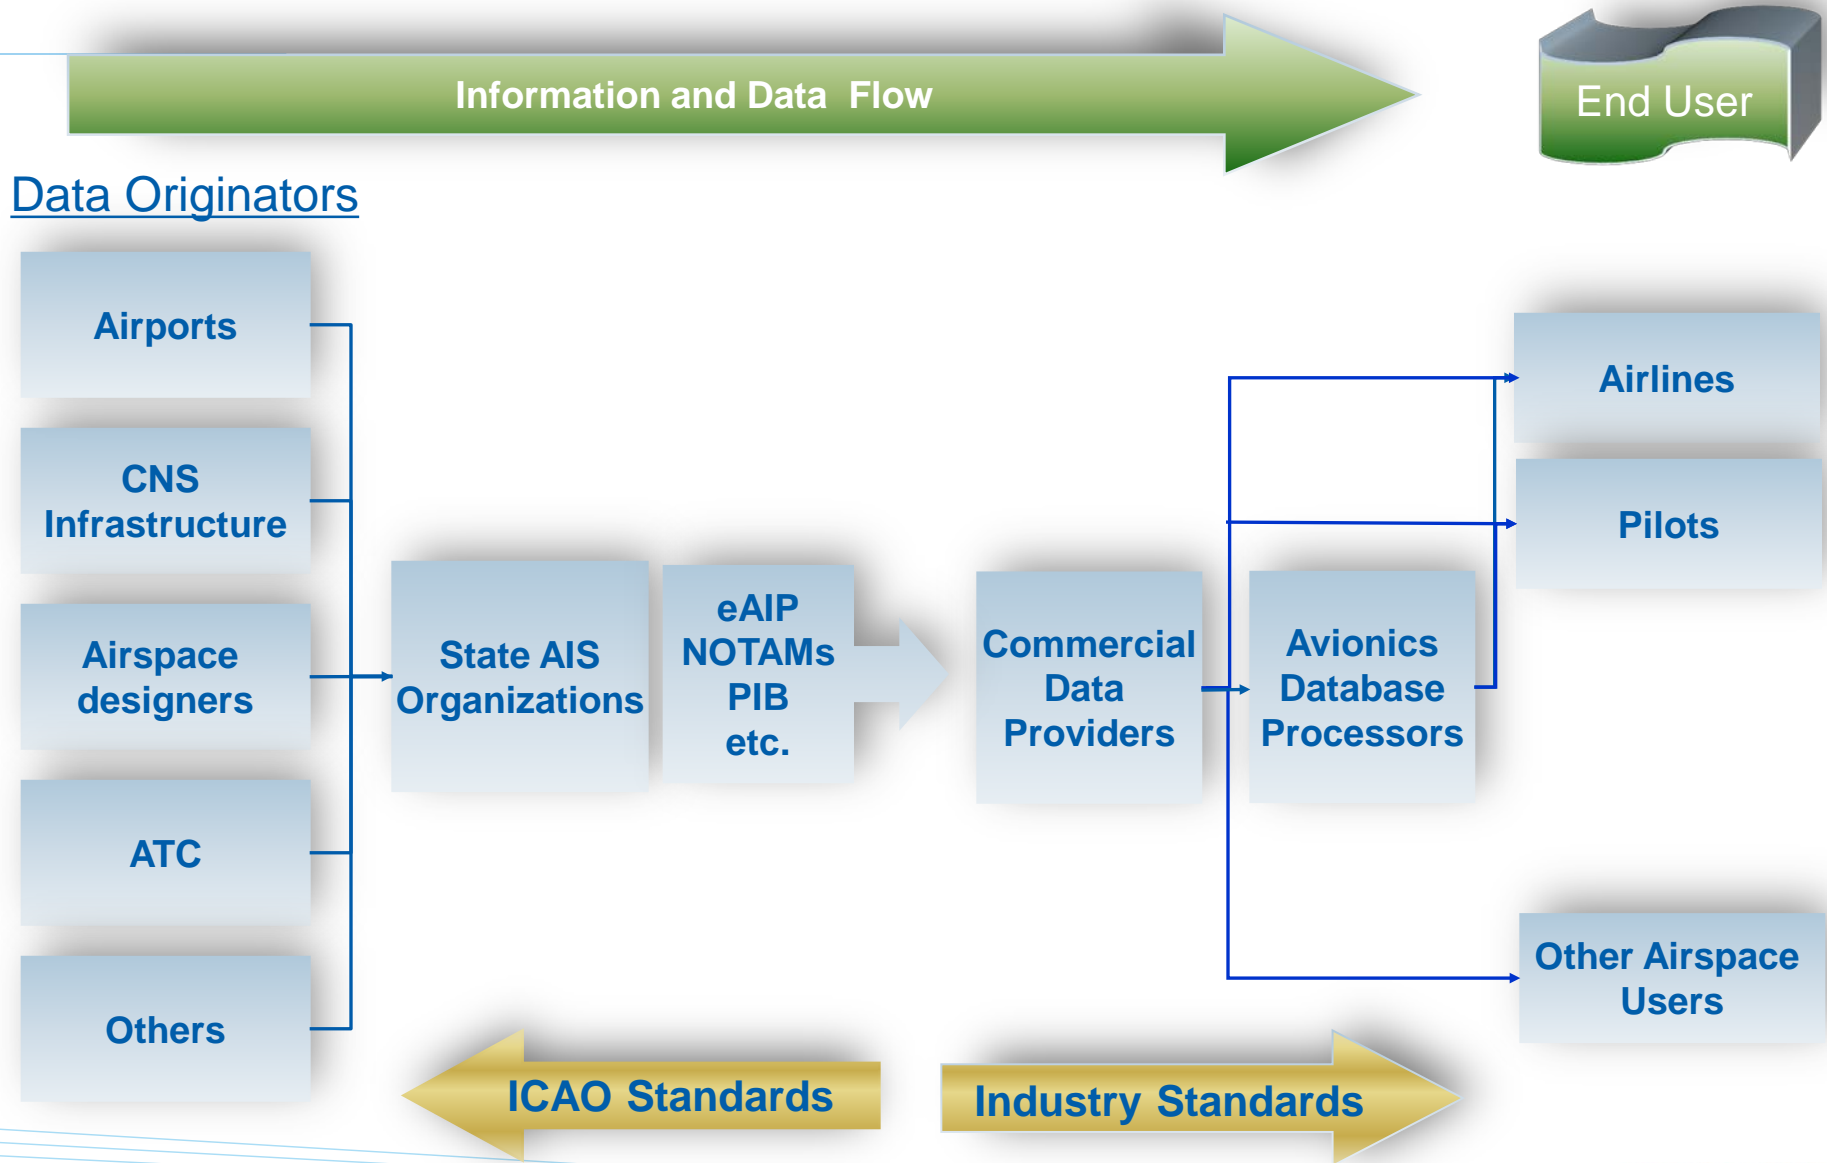 Information and Data Flow
End User
Data Originators
Airports
CNS
Infrastructure
Airspace
designers
ATC
Others
State AIS
Organizations
eAIP
NOTAMs
PIB
etc.
Commercial
Data
Providers
Avionics
Database
Processors
Airlines
Pilots
Other Airspace
Users
ICAO Standards
Industry Standards